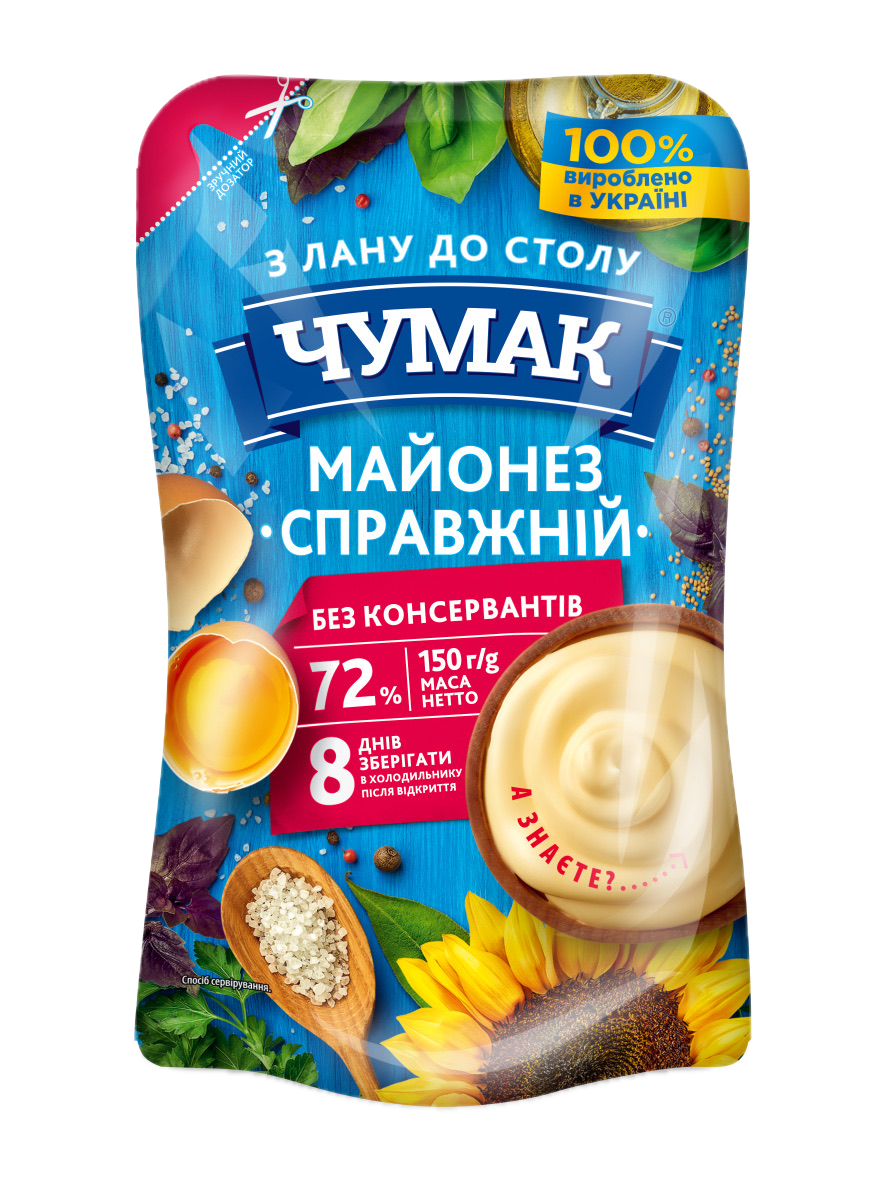 ЗРУЧНИЙ
ДОЗАТОР
100%
вироблено
в УКРАЇНІ
З ЛАНУ ДО СТОЛУ
ЧУМАК®
МАЙОНЕЗ
·СПРАВЖНІЙ·
БЕЗ КОНСЕРВАНТІВ
72%
150 г/g
МАСА
НЕТТО
8
ДНІВ
ЗБЕРІГАТИ
В ХОЛОДИЛЬНИКУ
ПІСЛЯ ВІДКРИТТЯ
А ЗНАЄТЕ?......
Спосіб сервірування.